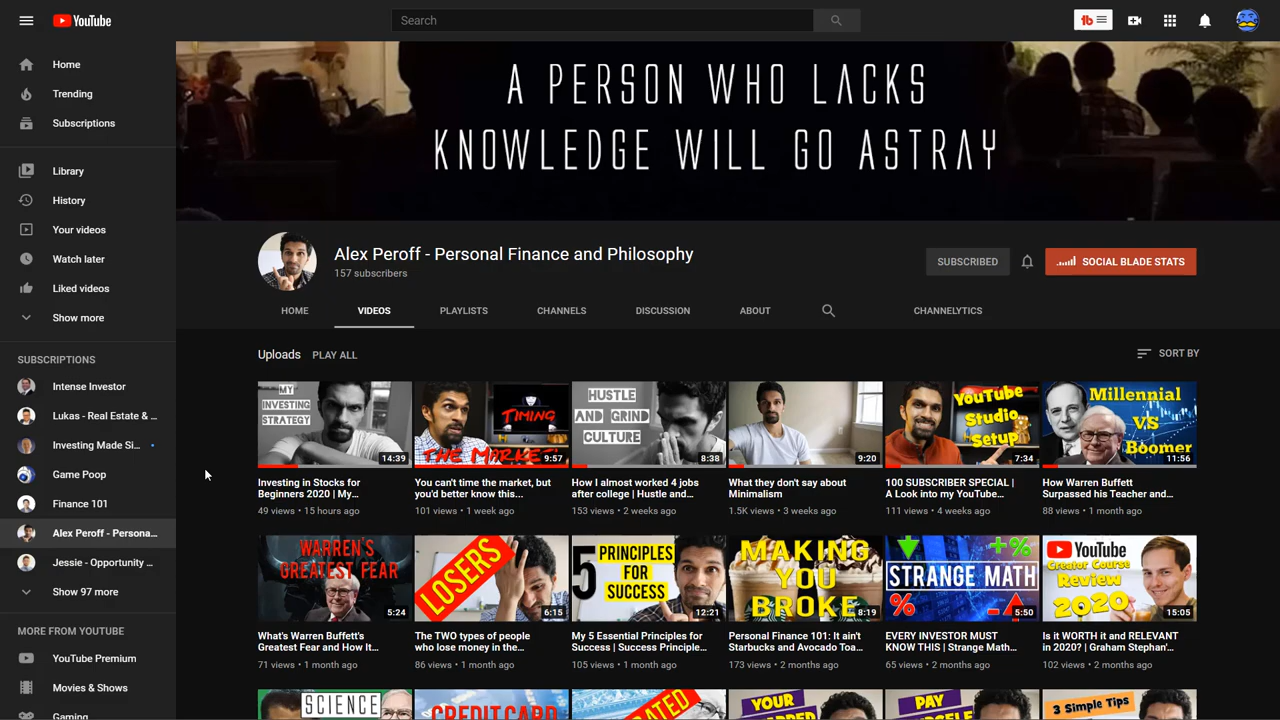 YouTube
Search
tb
Home
Trending
Subscriptions
Library
History
Your videos
Watch later
Liked videos
Show more
SUBSCRIPTIONS
Intense Investor
Lukas - Real Estate & ...
Investing Made Si...
Game Poop
Finance 101
Alex Peroff - Persona...
Jessie - Opportunity ...
Show 97 more
MORE FROM YOUTUBE
YouTube Premium
Movies & Shows
Gaming
A PERSON WHO LACKS
KNOWLEDGE WILL GO ASTRAY
Alex Peroff - Personal Finance and Philosophy
157 subscribers
SUBSCRIBED
SOCIAL BLADE STATS
HOME
VIDEOS
PLAYLISTS
CHANNELS
DISCUSSION
ABOUT
CHANNELYTICS
Uploads
PLAY ALL
SORT BY
MY
INVESTING
STRATEGY
14:39
Investing in Stocks for
Beginners 2020 | My...
49 views • 15 hours ago
TIMING
THE MARKET
9:57
You can't time the market, but
you'd better know this...
101 views • 1 week ago
HUSTLE
AND GRIND
CULTURE
8:38
How I almost worked 4 jobs
after college | Hustle and...
153 views • 2 weeks ago
9:20
What they don't say about
Minimalism
1.5K views • 3 weeks ago
YouTube
Studio
Setup
7:34
100 SUBSCRIBER SPECIAL |
A Look into my YouTube...
111 views • 4 weeks ago
Millennial
VS
Boomer
11:56
How Warren Buffett
Surpassed his Teacher and...
88 views • 1 month ago
WARREN'S
GREATEST FEAR
5:24
What's Warren Buffett's
Greatest Fear and How It...
71 views • 1 month ago
LOSERS
6:15
The TWO types of people
who lose money in the...
86 views • 1 month ago
5 PRINCIPLES
FOR
SUCCESS
12:21
My 5 Essential Principles for
Success | Success Principle...
105 views • 1 month ago
MAKING
YOU
BROKE
8:19
Personal Finance 101: It ain't
Starbucks and Avocado Toa...
173 views • 2 months ago
+%
STRANGE MATH
%
5:50
EVERY INVESTOR MUST
KNOW THIS | Strange Math...
65 views • 2 months ago
YouTube
Creator Course
Review
2020
15:05
Is it WORTH it and RELEVANT
in 2020? | Graham Stephan'...
102 views • 2 months ago
SCIENCE
CREDIT CARD
YOUR
PAY
3 Simple Tips